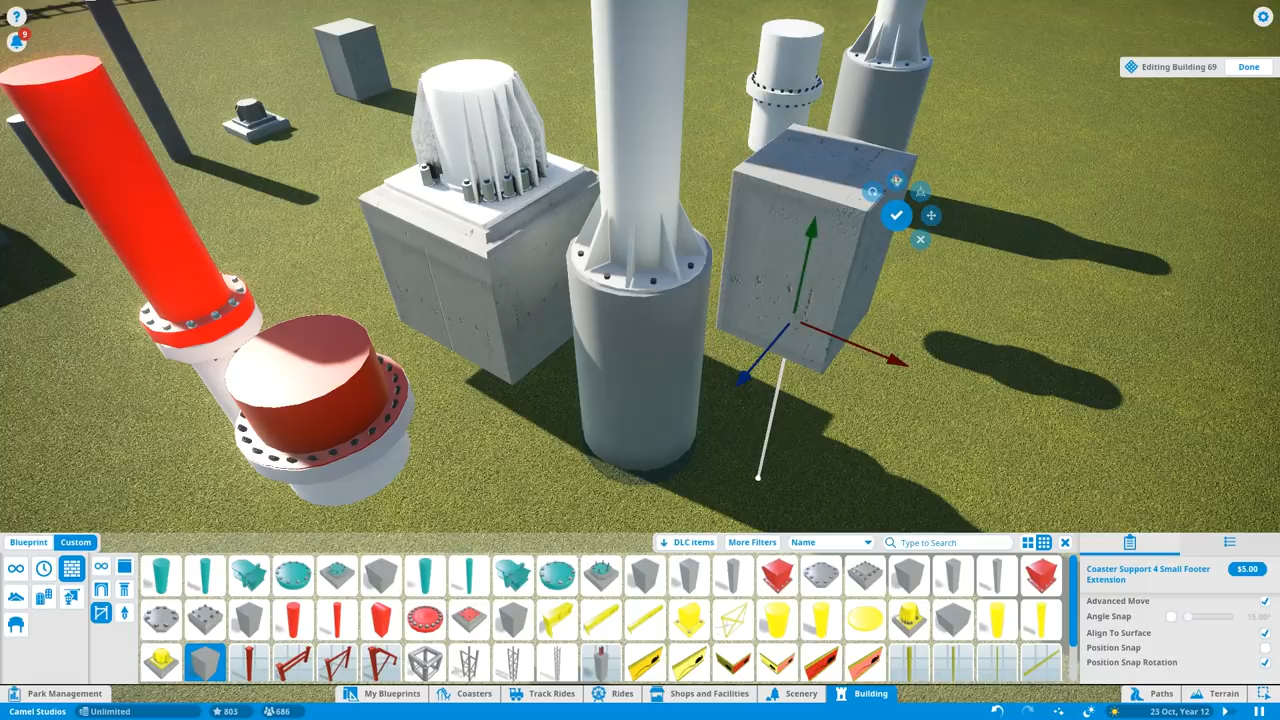 ?
9
Editing Building 69 Done
Blueprint Custom
DLC items More Filters Name Type to Search
Coaster Support 4 Small Footer Extension $5.00
Advanced Move
Angle Snap 15.00°
Align To Surface
Position Snap
Position Snap Rotation
Park Management My Blueprints Coasters Track Rides Rides Shops and Facilities Scenery Building Paths Terrain
Camel Studios Unlimited 803 686 23 Oct, Year 12